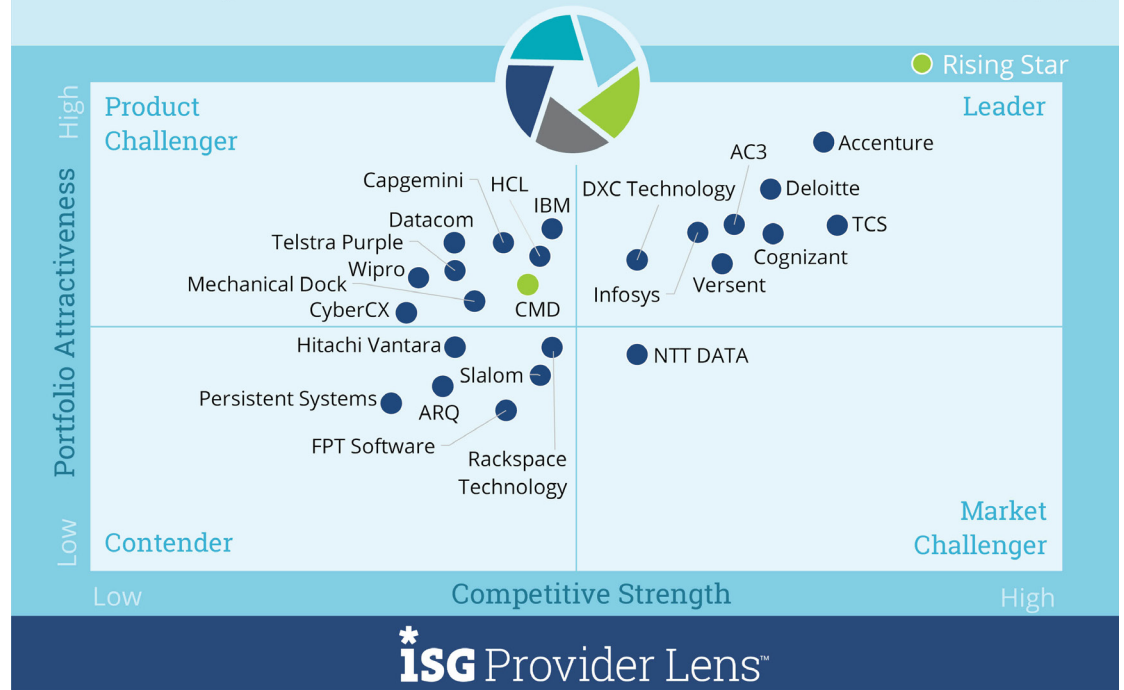 Rising Star
High
Product
Challenger
Leader
Accenture
AC3
Capgemini
HCL
DXC Technology
Deloitte
IBM
Datacom
TCS
Telstra Purple
Cognizant
Wipro
Mechanical Dock
Versent
Infosys
CyberCX
CMD
Portfolio Attractiveness
Hitachi Vantara
NTT DATA
Slalom
Persistent Systems
ARQ
FPT Software
Rackspace
Technology
Low
Contender
Market
Challenger
Low
Competitive Strength
High
*iSG Provider Lens™